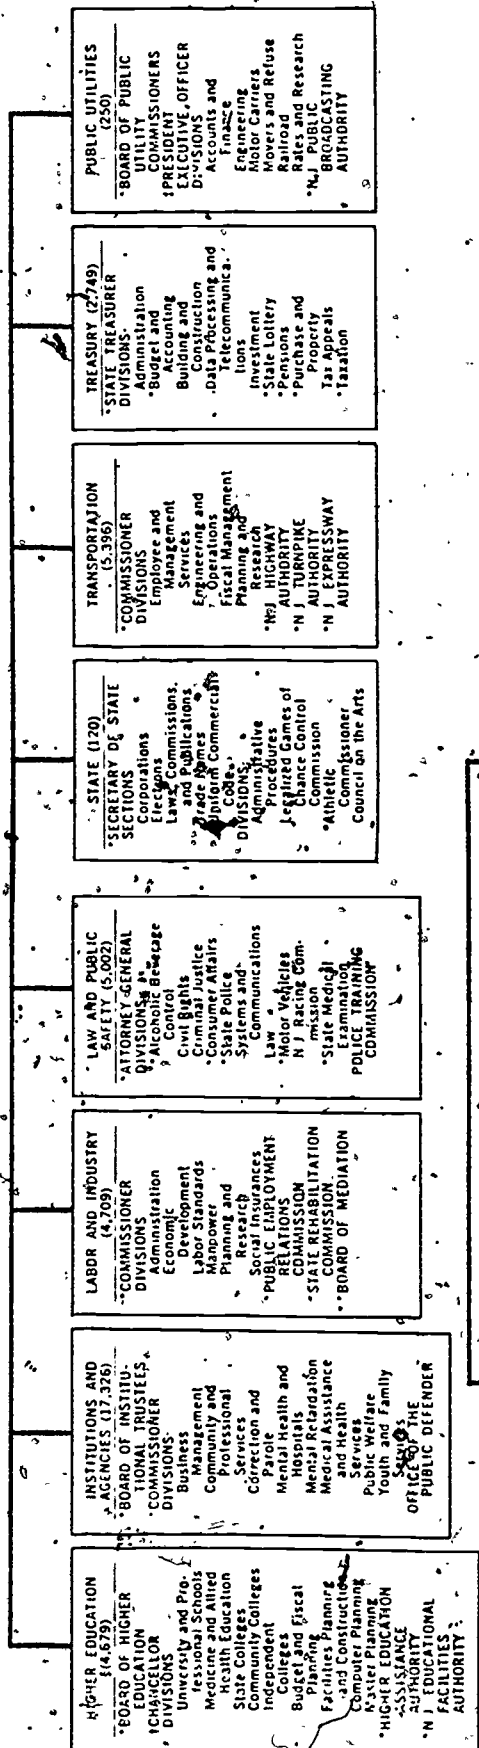 HIGHER EDUCATION
§(4,679)
*BOARD OF HIGHER
EDUCATION
†CHANCELLOR
DIVISIONS
University and Pro-
fessional Schools
Medicine and Allied
Health Education
State Colleges
Community Colleges
Independent
Colleges
Budget and Fiscal
Planning
Facilities Planning
and Construction
Computer Planning
Master Planning
*HIGHER EDUCATION
ASSISTANCE
AUTHORITY
*N J EDUCATIONAL
FACILITIES
AUTHORITY
INSTITUTIONS AND
AGENCIES (17,326)
*BOARD OF INSTITU-
TIONAL TRUSTEES
*COMMISSIONER
DIVISIONS
Business
Management
Community and
Professional
Services
Correction and
Parole
Mental Health and
Hospitals
Mental Retardation
Medical Assistance
and Health
Services
Public Welfare
Youth and Family
Services
OFFICE OF THE
PUBLIC DEFENDER
LABOR AND INDUSTRY
(4,709)
*COMMISSIONER
DIVISIONS
Administration
Economic
Development
Labor Standards
Manpower
Planning and
Research
Social Insurances
*PUBLIC EMPLOYMENT
RELATIONS
COMMISSION
*STATE REHABILITATION
COMMISSION
**BOARD OF MEDIATION
LAW AND PUBLIC
SAFETY (5,002)
*ATTORNEY GENERAL
DIVISIONS
*Alcoholic Beverage
Control
Civil Rights
Criminal Justice
*Consumer Affairs
*State Police
Systems and
Communications
Law
*Motor Vehicles
N J Racing Com-
mission
*State Medical
Examination
POLICE TRAINING
COMMISSION
STATE (120)
*SECRETARY OF STATE
SECTIONS
Corporations
Elections
Laws, Commissions,
and Publications
Trade Names
Uniform Commercial
Code
DIVISIONS
Administrative
Procedures
Legalized Games of
Chance Control
Commission
*Athletic
Commissioner
Council on the Arts
TRANSPORTATION
(5,396)
*COMMISSIONER
DIVISIONS
Employee and
Management
Services
Engineering and
Operations
Fiscal Management
Planning and
Research
*N J HIGHWAY
AUTHORITY
*N J TURNPIKE
AUTHORITY
*N J EXPRESSWAY
AUTHORITY
TREASURY (2,749)
*STATE TREASURER
DIVISIONS
Administration
*Budget and
Accounting
Building and
Construction
Data Processing and
Telecommunica-
tions
Investment
*State Lottery
*Pensions
*Purchase and
Property
Tax Appeals
*Taxation
PUBLIC UTILITIES
(250)
*BOARD OF PUBLIC
UTILITY
COMMISSIONERS
†PRESIDENT
EXECUTIVE OFFICER
DIVISIONS
Accounts and
Finance
Engineering
Motor Carriers
Movers and Refuse
Railroad
Rates and Research
*N.J PUBLIC
BROADCASTING
AUTHORITY